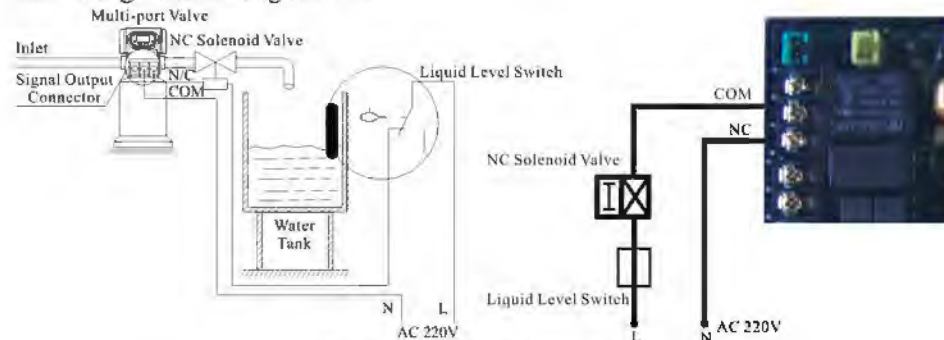 Multi-port Valve
Inlet
NC Solenoid Valve
Signal Output
Connector
N/C
COM
Liquid Level Switch
Water
Tank
N
L
AC 220V
COM
NC
NC Solenoid Valve
Liquid Level Switch
L
N
AC 220V